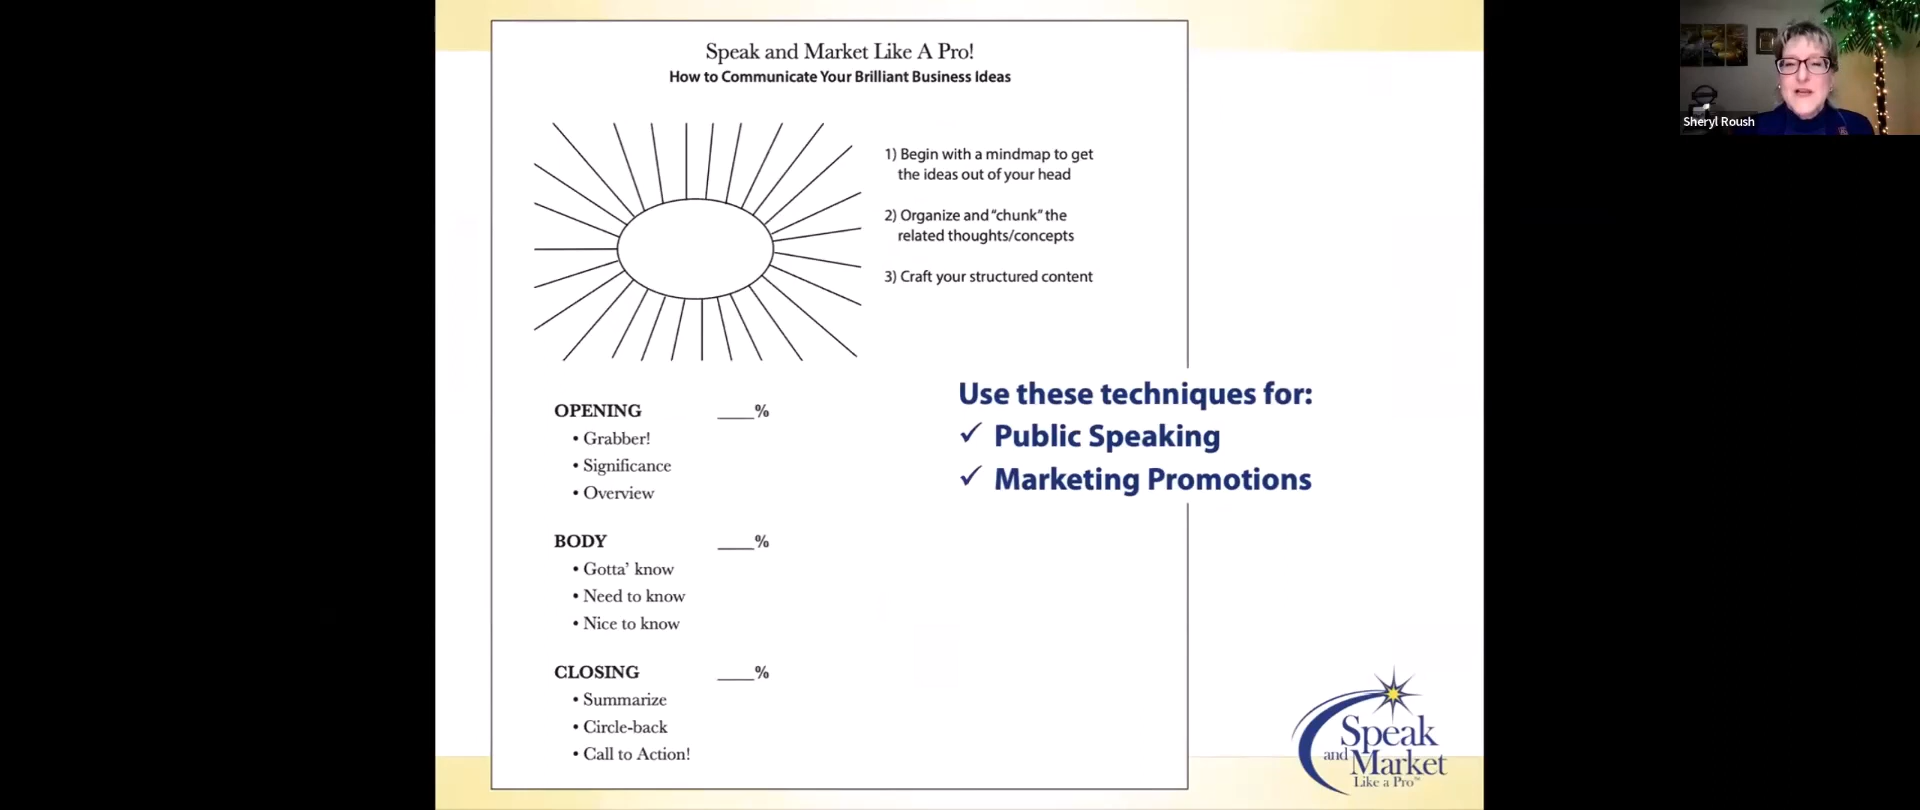 Speak and Market Like A Pro!
How to Communicate Your Brilliant Business Ideas
1) Begin with a mindmap to get
the ideas out of your head
2) Organize and “chunk” the
related thoughts/concepts
3) Craft your structured content
OPENING ____%
• Grabber!
• Significance
• Overview
BODY ____%
• Gotta’ know
• Need to know
• Nice to know
CLOSING ____%
• Summarize
• Circle-back
• Call to Action!
Use these techniques for:
✓ Public Speaking
✓ Marketing Promotions
Speak
and Market
Like a Pro™
Sheryl Roush